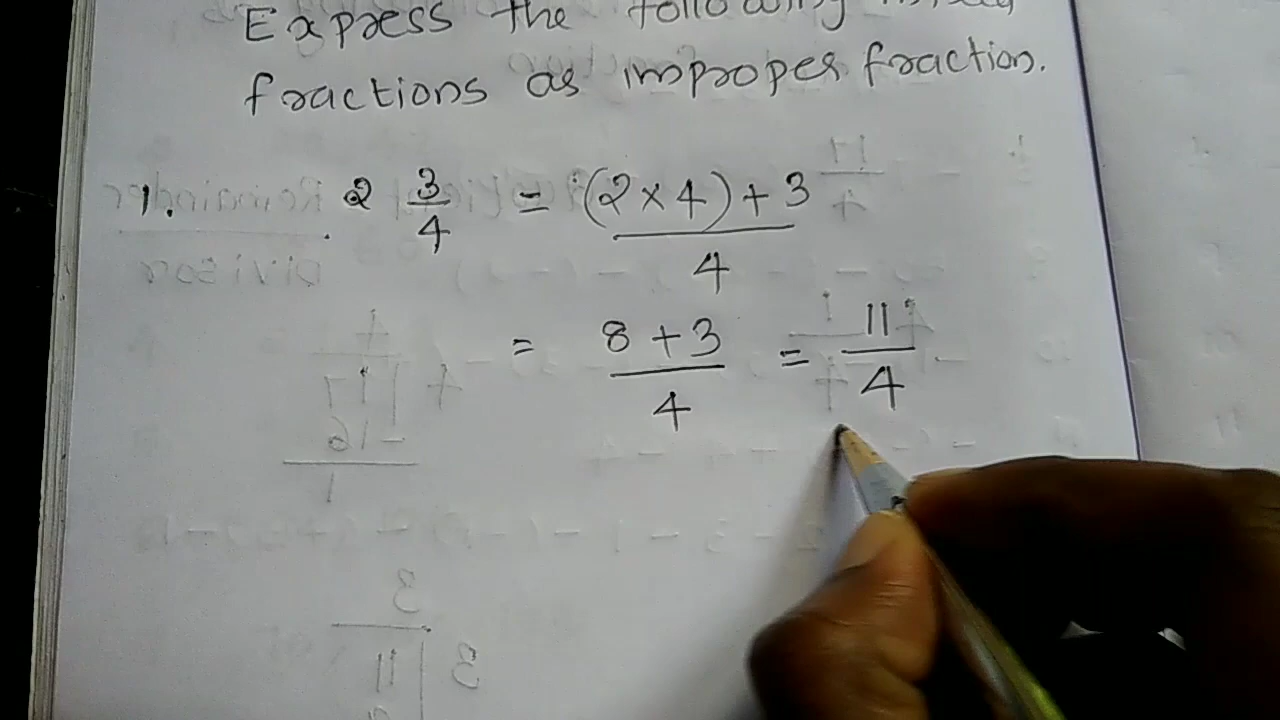 Express the following
fractions as improper fraction.
1. 2 3/4 = (2 × 4) + 3 / 4
= 8 + 3 / 4 = 11 / 4